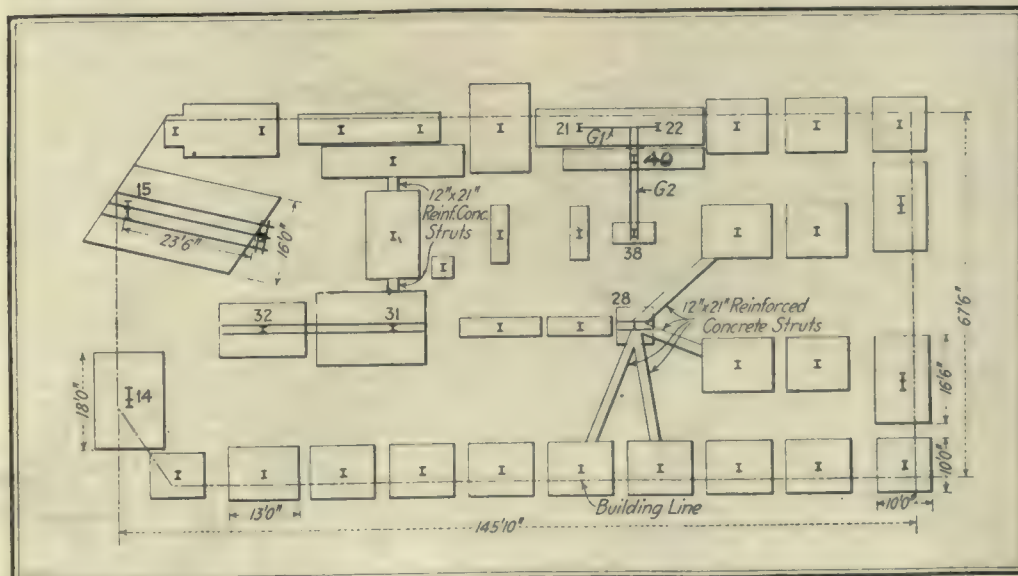 21
22
G1
40
G2
38
15
23'6"
16'0"
12"x21"
Reinf. Conc.
Struts
32
31
28
12"x21" Reinforced
Concrete Struts
67'6"
18'0"
14
16'6"
10'0"
13'0"
Building Line
10'0"
145'10"